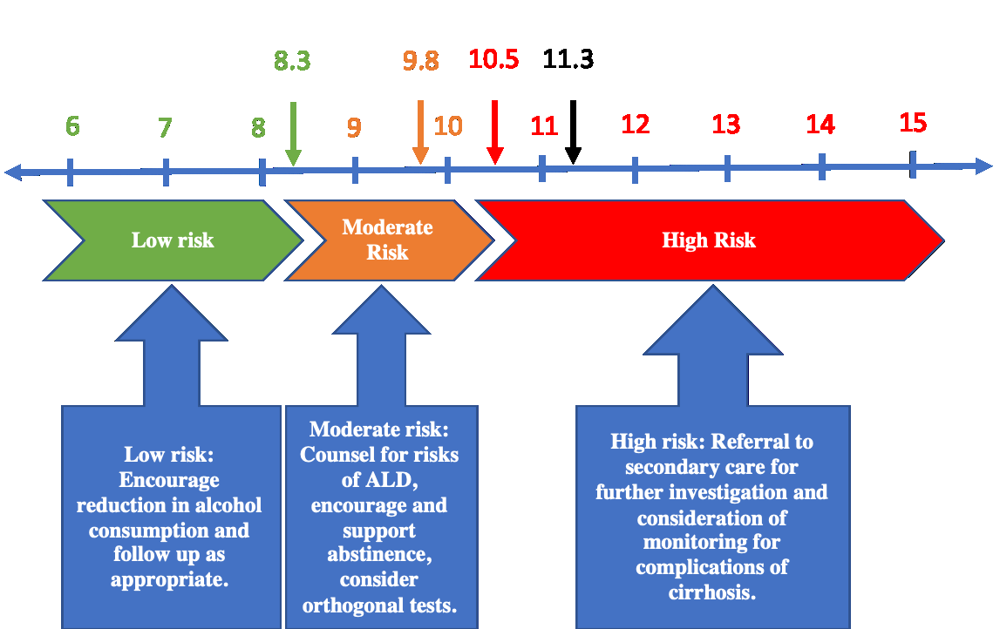 8.3 9.8 10.5 11.3
6 7 8 9 10 11 12 13 14 15
Low risk
Moderate
Risk
High Risk
Low risk:
Encourage
reduction in alcohol
consumption and
follow up as
appropriate.
Moderate risk:
Counsel for risks
of ALD,
encourage and
support
abstinence,
consider
orthogonal tests.
High risk: Referral to
secondary care for
further investigation and
consideration of
monitoring for
complications of
cirrhosis.